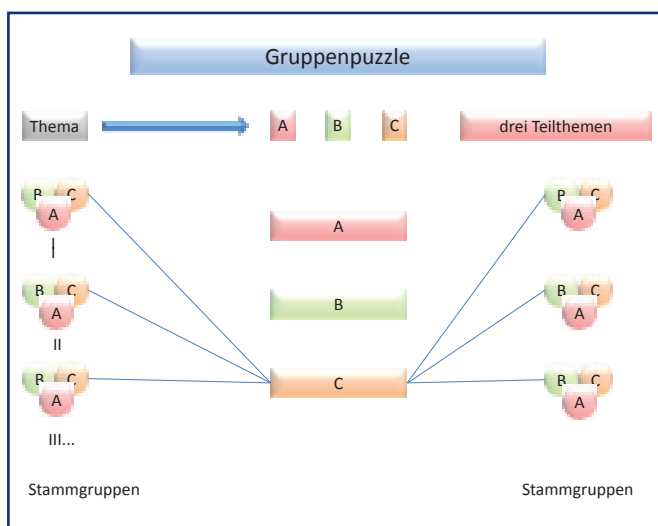 Gruppenpuzzle
Thema A B C drei Teilthemen
B C B C
A A A
I
B
B C B C
A A
II
C
B C B C
A A
III...
Stammgruppen Stammgruppen